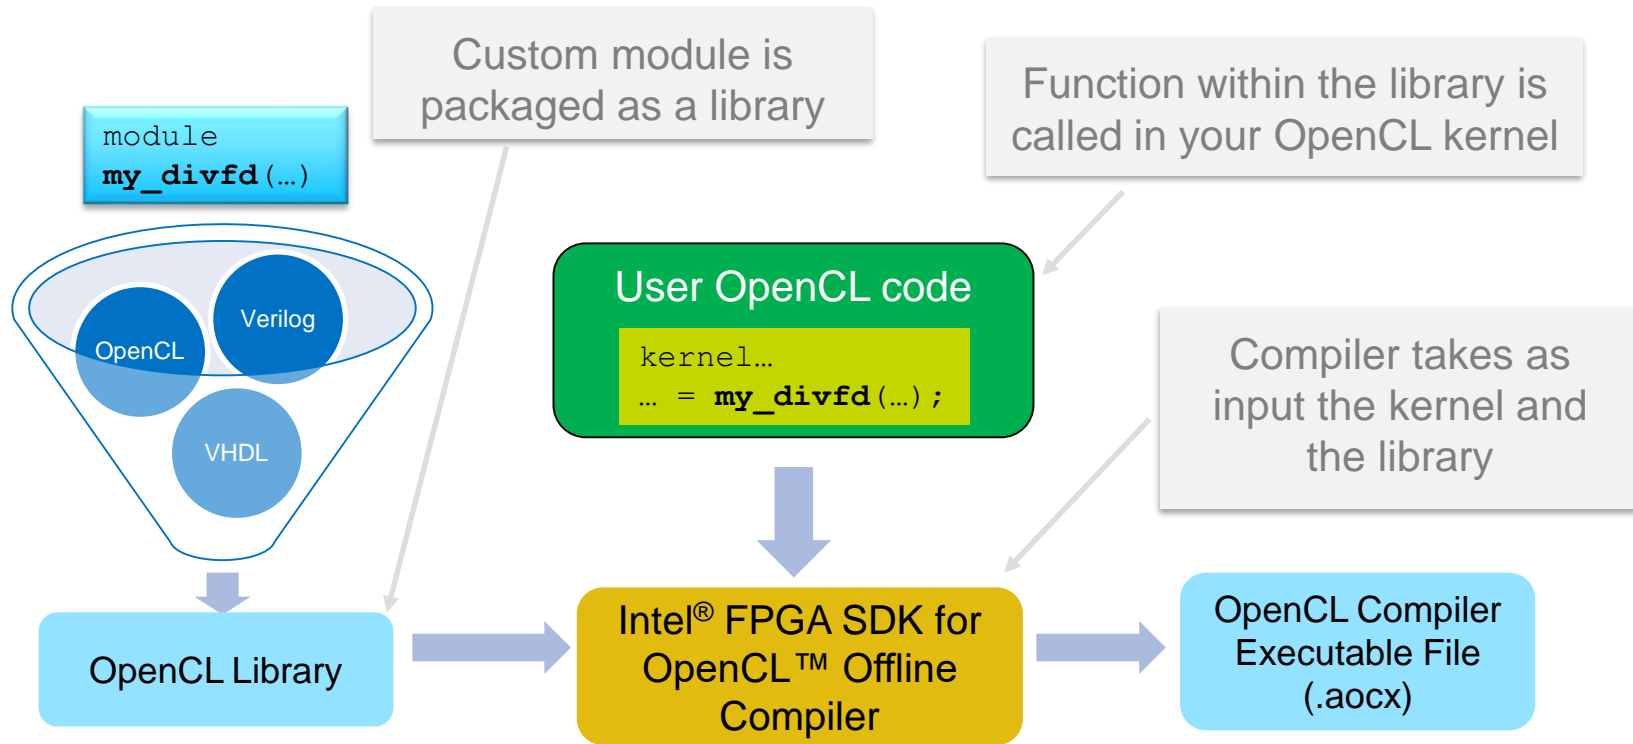 Custom module is
packaged as a library
Function within the library is
called in your OpenCL kernel
module
my_divfd(…)
OpenCL
Verilog
VHDL
User OpenCL code
kernel…
… = my_divfd(…);
Compiler takes as
input the kernel and
the library
OpenCL Library
Intel® FPGA SDK for
OpenCL™ Offline
Compiler
OpenCL Compiler
Executable File
(.aocx)